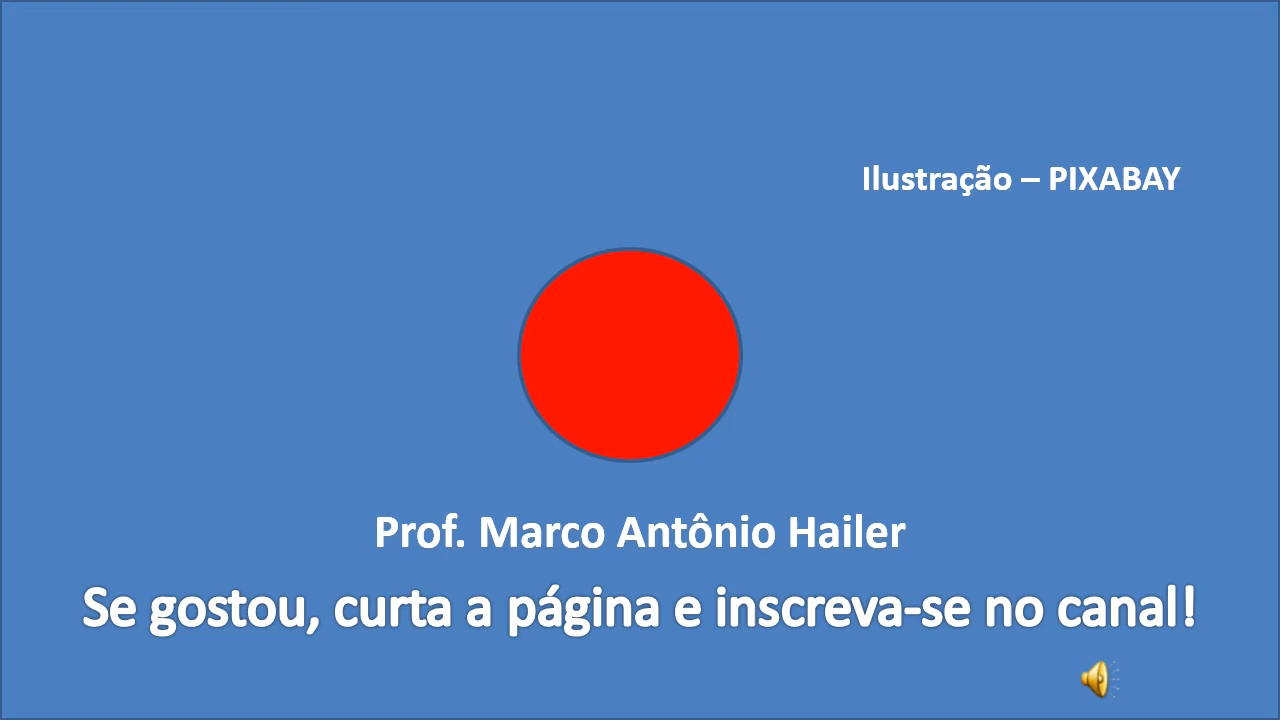 Ilustração – PIXABAY
Prof. Marco Antônio Hailer
Se gostou, curta a página e inscreva-se no canal!